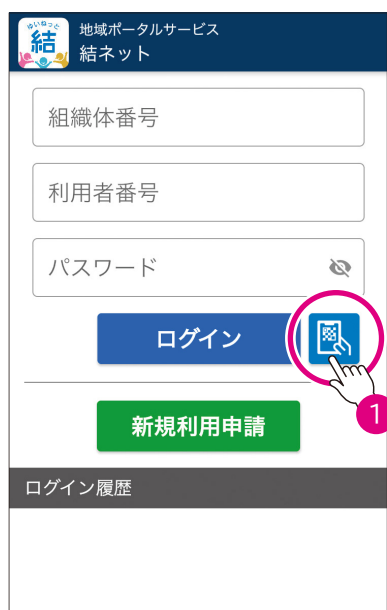 ゆいねっと
結
地域ポータルサービス
結ネット
組織体番号
利用者番号
パスワード
ログイン
1
新規利用申請
ログイン履歴